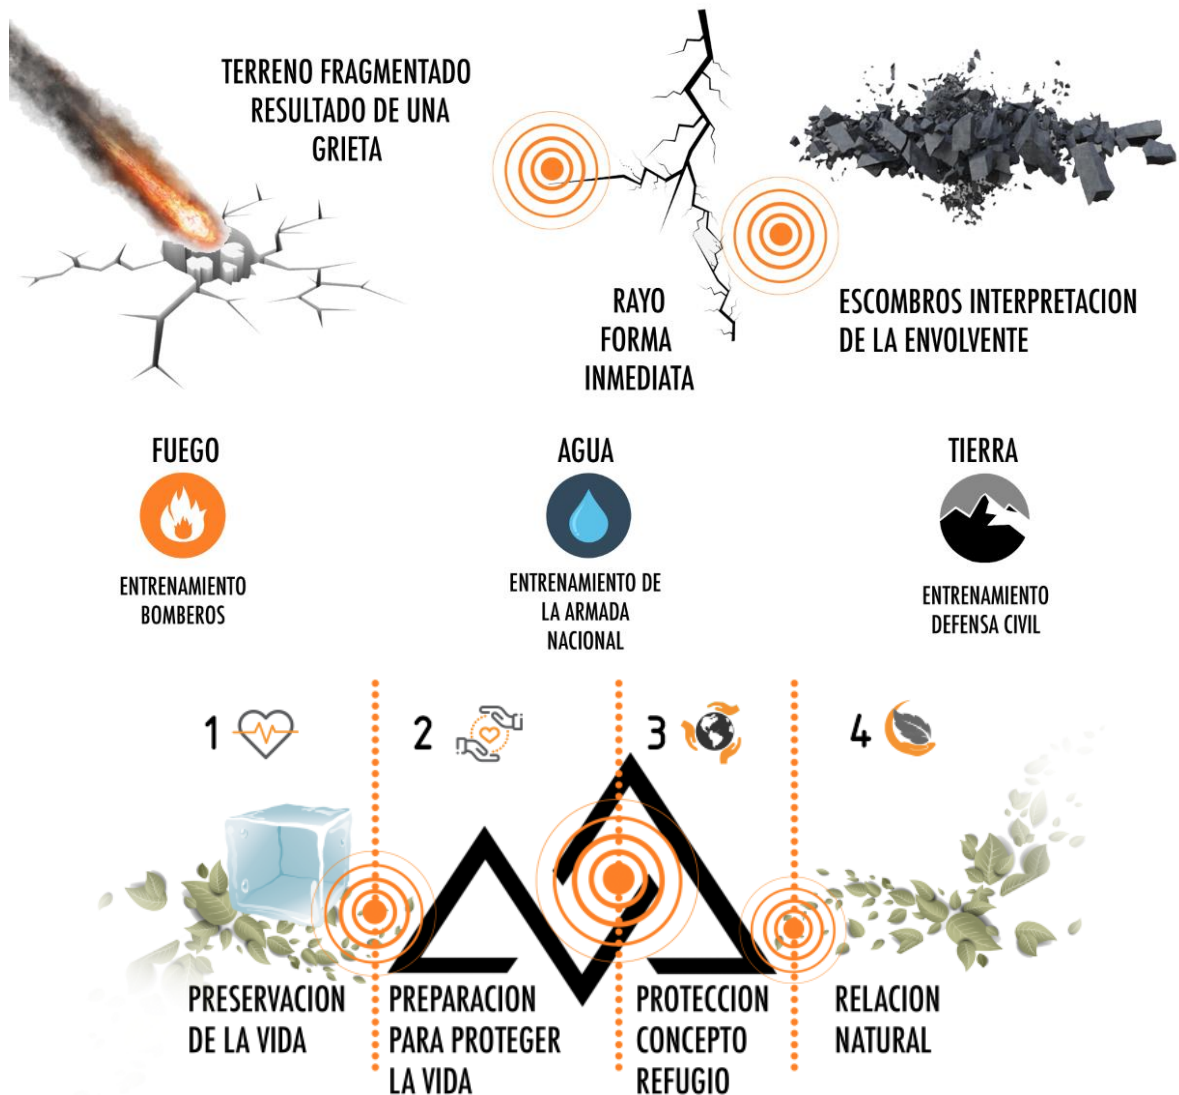 TERRENO FRAGMENTADO
RESULTADO DE UNA
GRIETA
RAYO
FORMA
INMEDIATA
ESCOMBROS INTERPRETACION
DE LA ENVOLVENTE
FUEGO
ENTRENAMIENTO
BOMBEROS
AGUA
ENTRENAMIENTO DE
LA ARMADA
NACIONAL
TIERRA
ENTRENAMIENTO
DEFENSA CIVIL
1
2
3
4
PRESERVACION
DE LA VIDA
PREPARACION
PARA PROTEGER
LA VIDA
PROTECCION
CONCEPTO
REFUGIO
RELACION
NATURAL